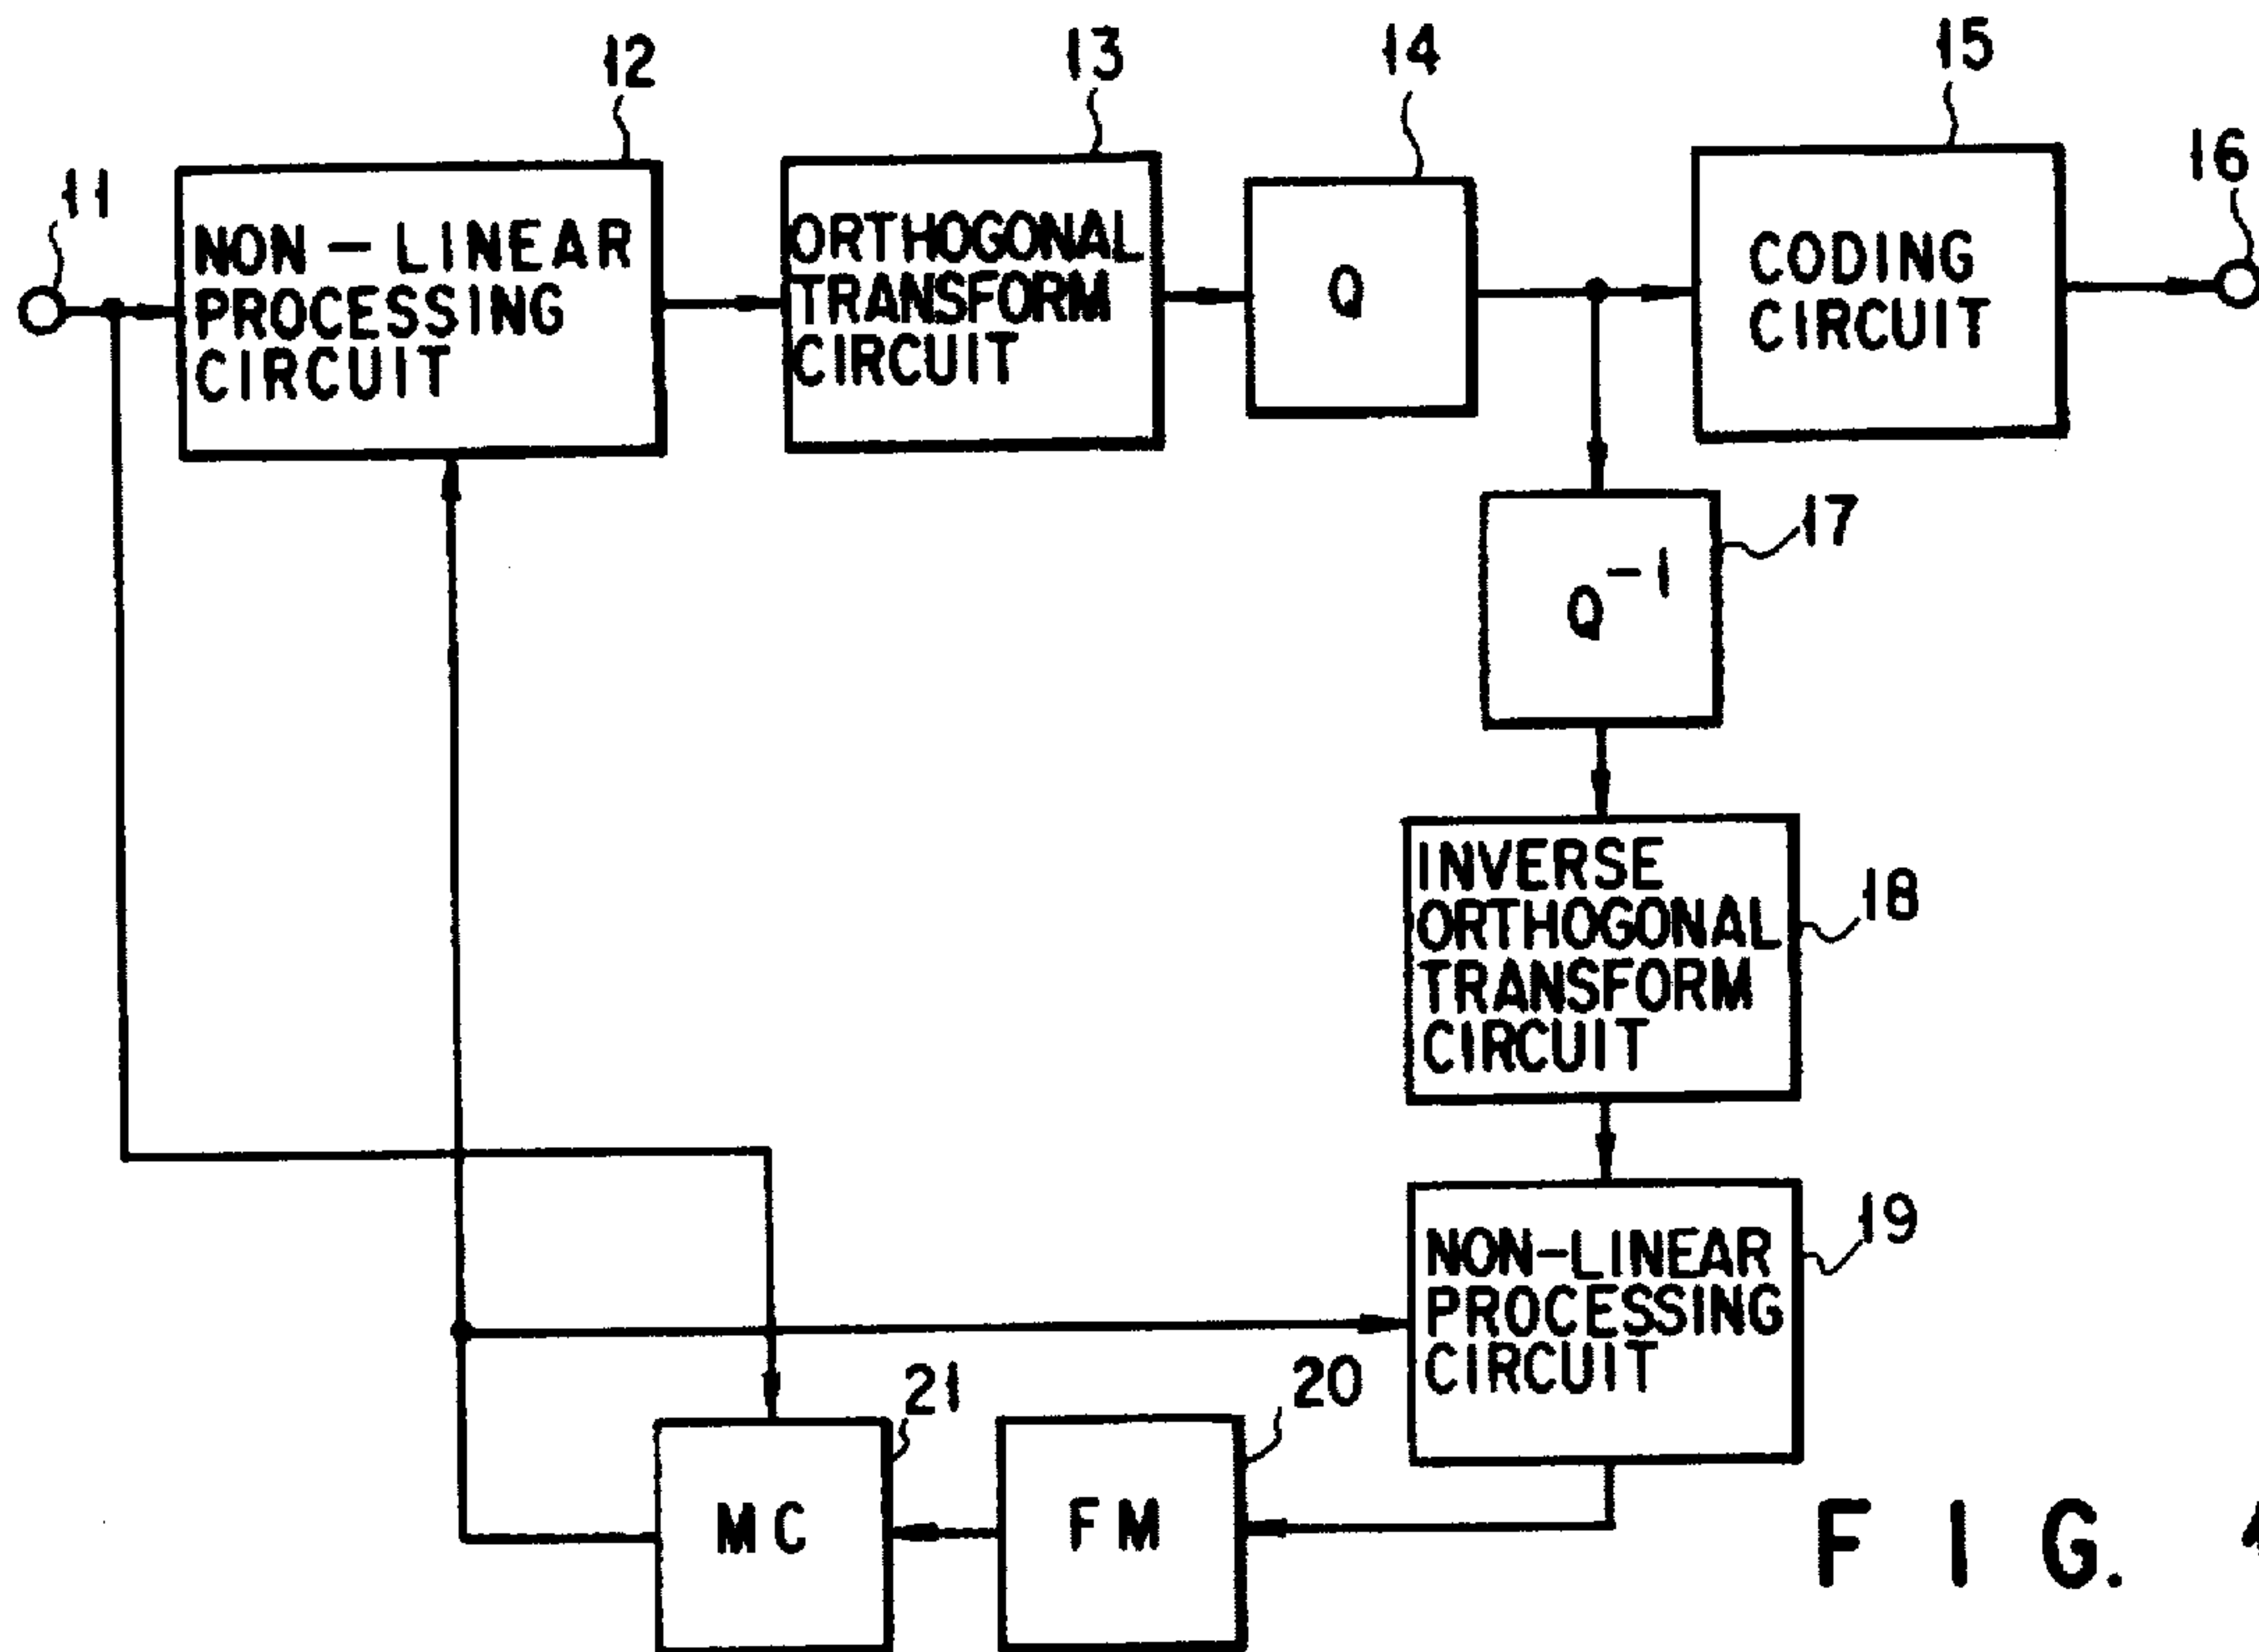 12
13
14
15
11
16
NON-LINEAR
PROCESSING
CIRCUIT
ORTHOGONAL
TRANSFORM
CIRCUIT
Q
CODING
CIRCUIT
17
Q⁻¹
INVERSE
ORTHOGONAL
TRANSFORM
CIRCUIT
18
NON-LINEAR
PROCESSING
CIRCUIT
19
21
20
MC
FM
FIG.